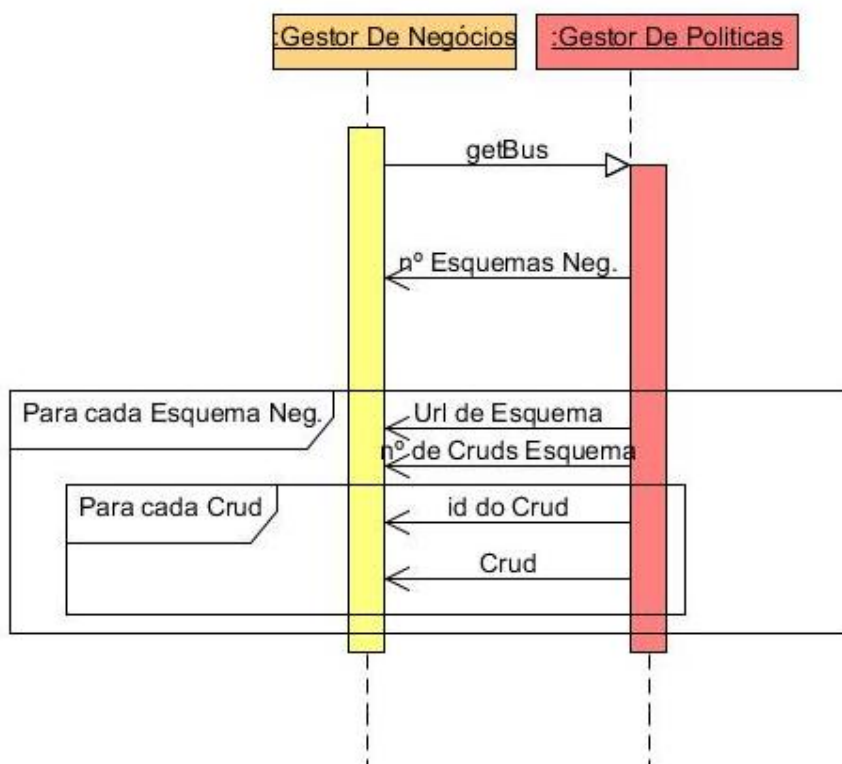 :Gestor De Negócios
:Gestor De Politicas
getBus
nº Esquemas Neg.
Para cada Esquema Neg.
Url de Esquema
nº de Cruds Esquema
Para cada Crud
id do Crud
Crud